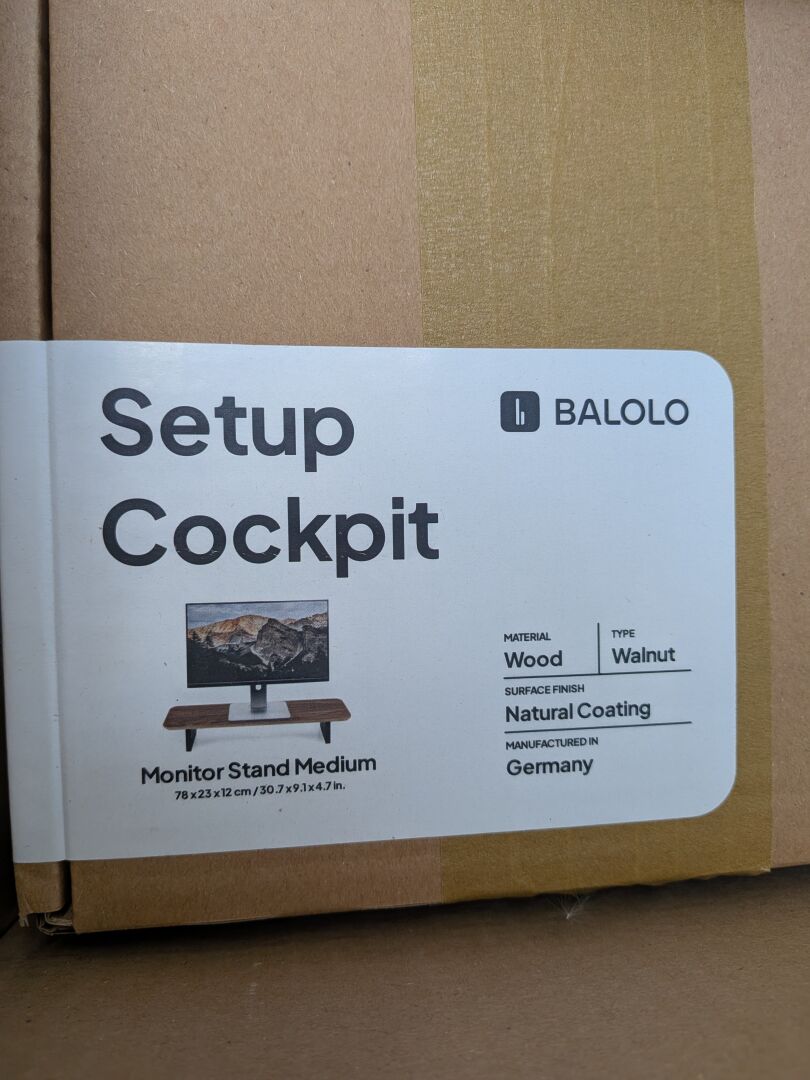 Setup
Cockpit
BALOLO
Monitor Stand Medium
78 x 23 x 12 cm / 30.7 x 9.1 x 4.7 in.
MATERIAL
Wood
TYPE
Walnut
SURFACE FINISH
Natural Coating
MANUFACTURED IN
Germany